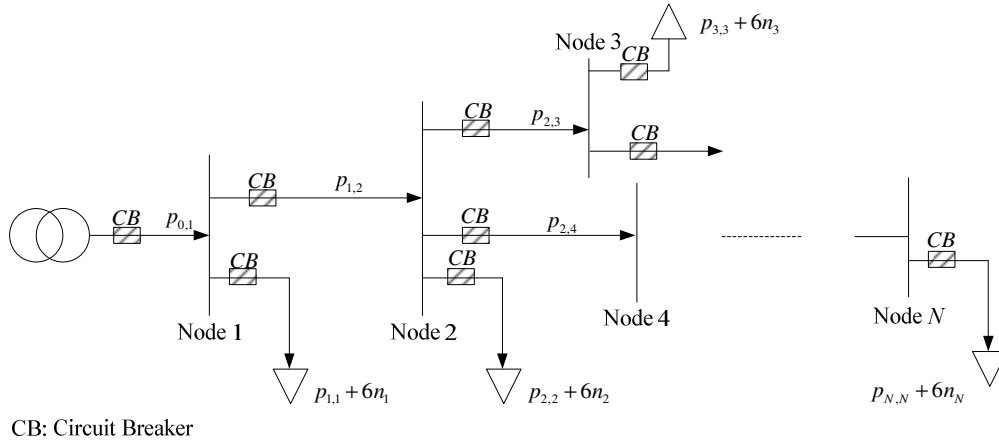 p_{3,3} + 6n_3
Node 3
CB
CB
p_{2,3}
CB
CB
p_{1,2}
CB
p_{0,1}
CB
p_{2,4}
CB
CB
CB
Node 1
Node 2
Node 4
Node N
p_{1,1} + 6n_1
p_{2,2} + 6n_2
p_{N,N} + 6n_N
CB: Circuit Breaker